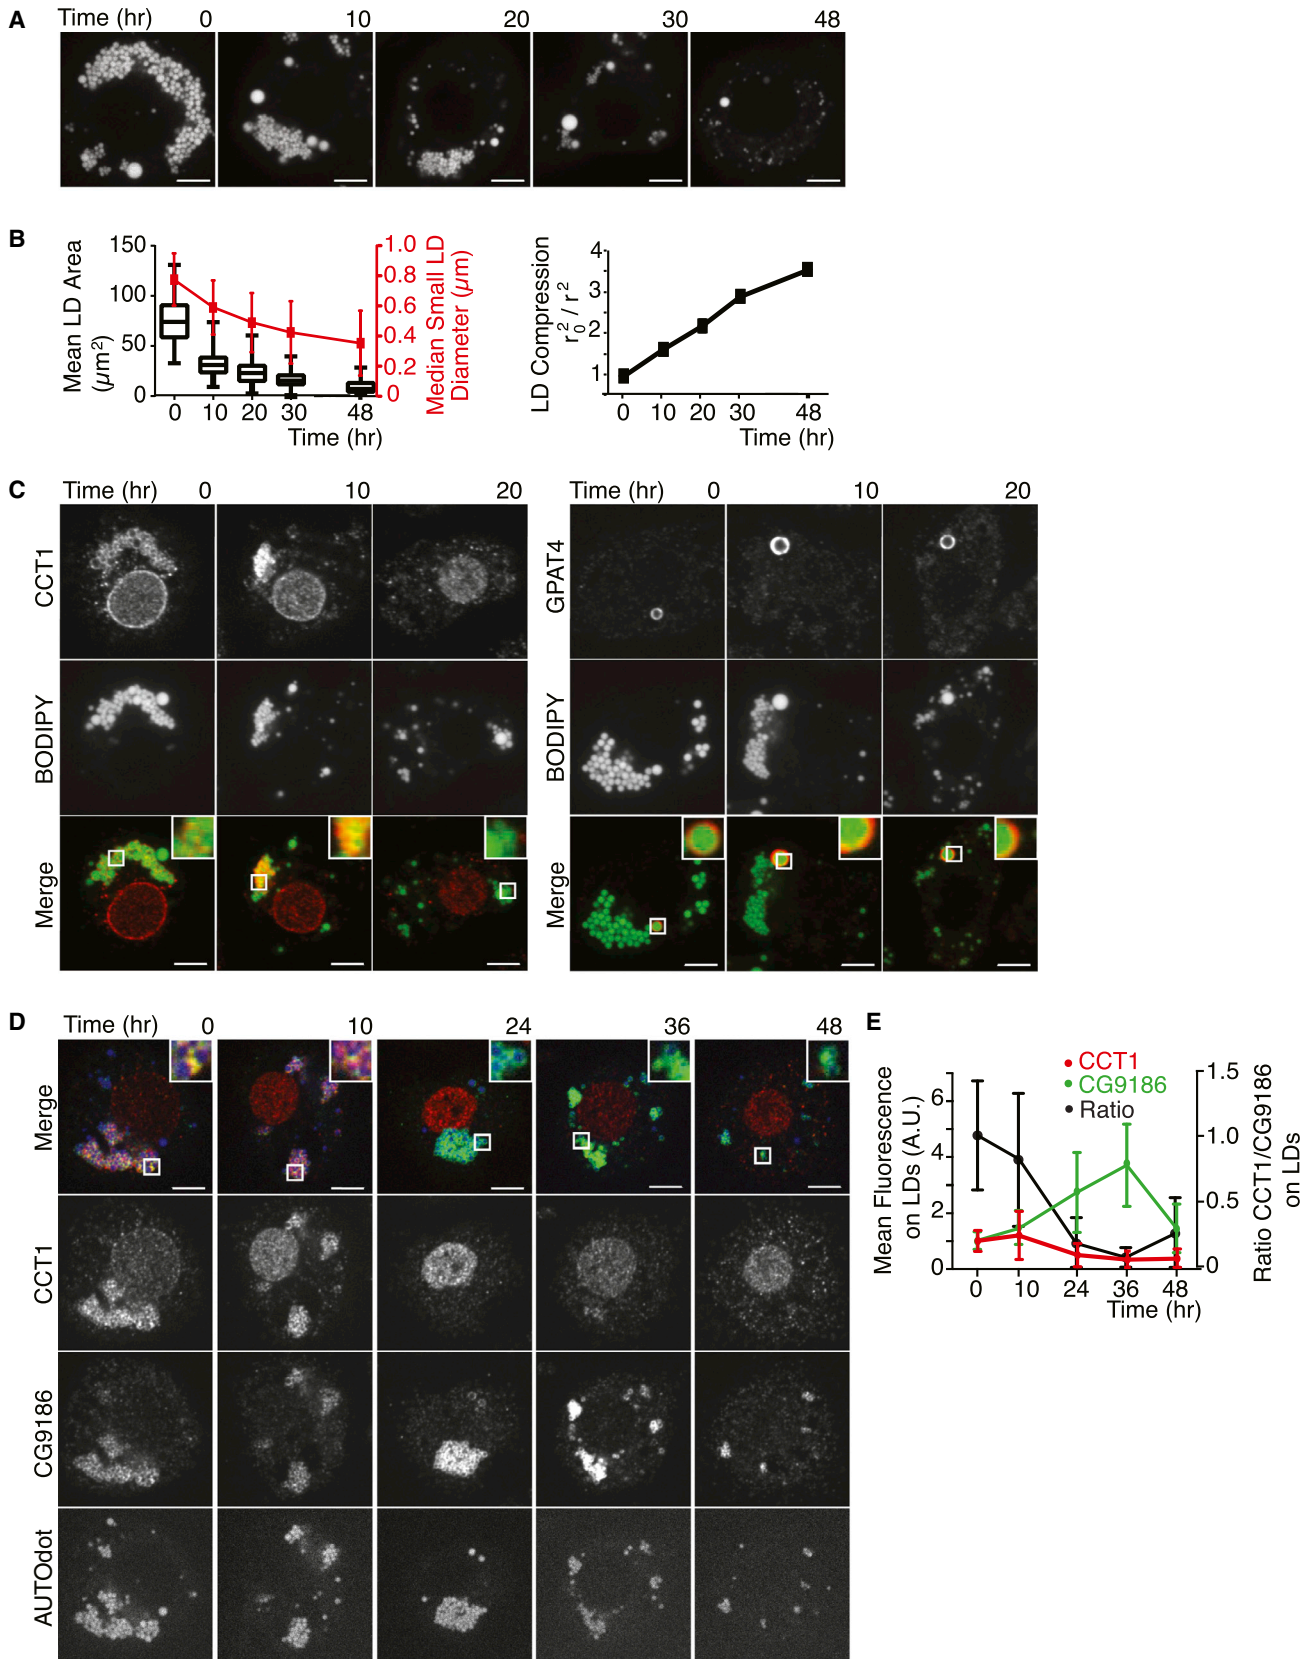 A
Time (hr) 0 10 20 30 48
B
Mean LD Area
(µm²)
150
100
50
0
1.0
0.8
0.6
0.4
0.2
0
Median Small LD
Diameter (µm)
0 10 20 30 48
Time (hr)
LD Compression
r₀² / r²
4
3
2
1
0 10 20 30 48
Time (hr)
C
Time (hr) 0 10 20
CCT1
BODIPY
Merge
Time (hr) 0 10 20
GPAT4
BODIPY
Merge
D
Time (hr) 0 10 24 36 48
Merge
CCT1
CG9186
AUTOdot
E
CCT1
CG9186
Ratio
Mean Fluorescence
on LDs (A.U.)
6
4
2
0
1.5
1.0
0.5
0
Ratio CCT1/CG9186
on LDs
0 10 24 36 48
Time (hr)